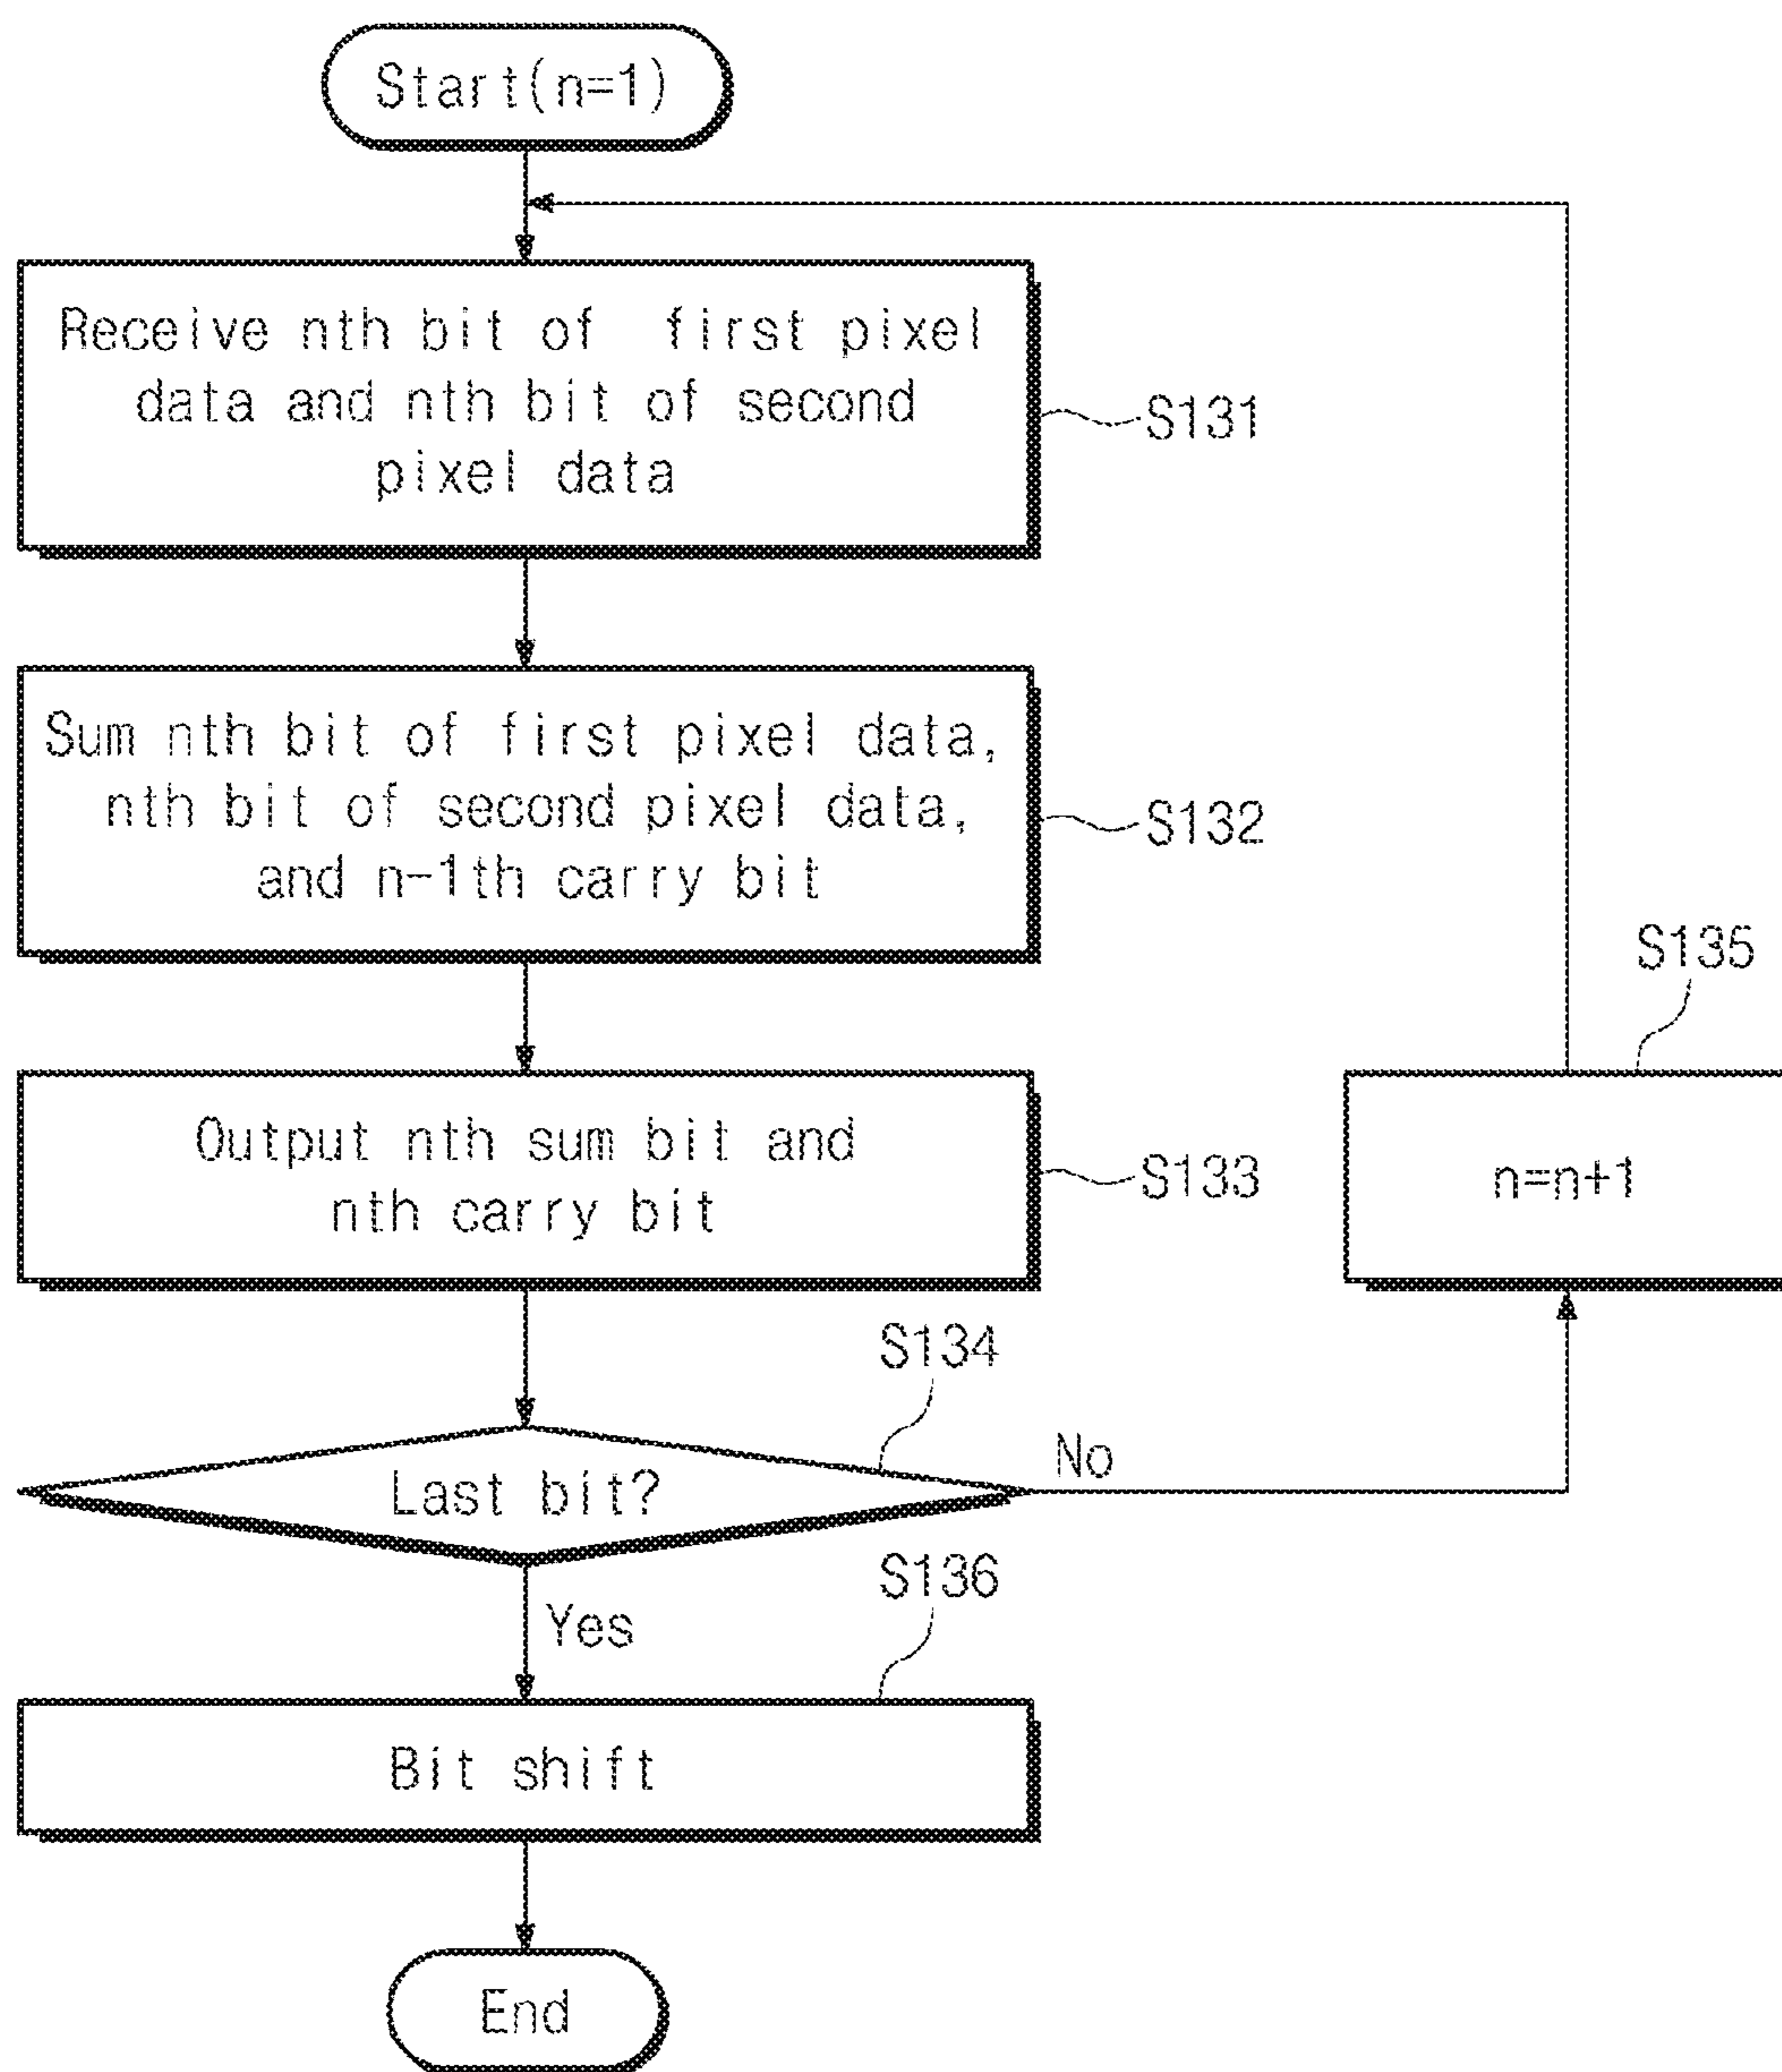 Start(n=1)
Receive nth bit of first pixel
data and nth bit of second
pixel data
S131
Sum nth bit of first pixel data,
nth bit of second pixel data,
and n-1th carry bit
S132
S135
Output nth sum bit and
nth carry bit
S133
n=n+1
S134
Last bit?
No
S136
Yes
Bit shift
End